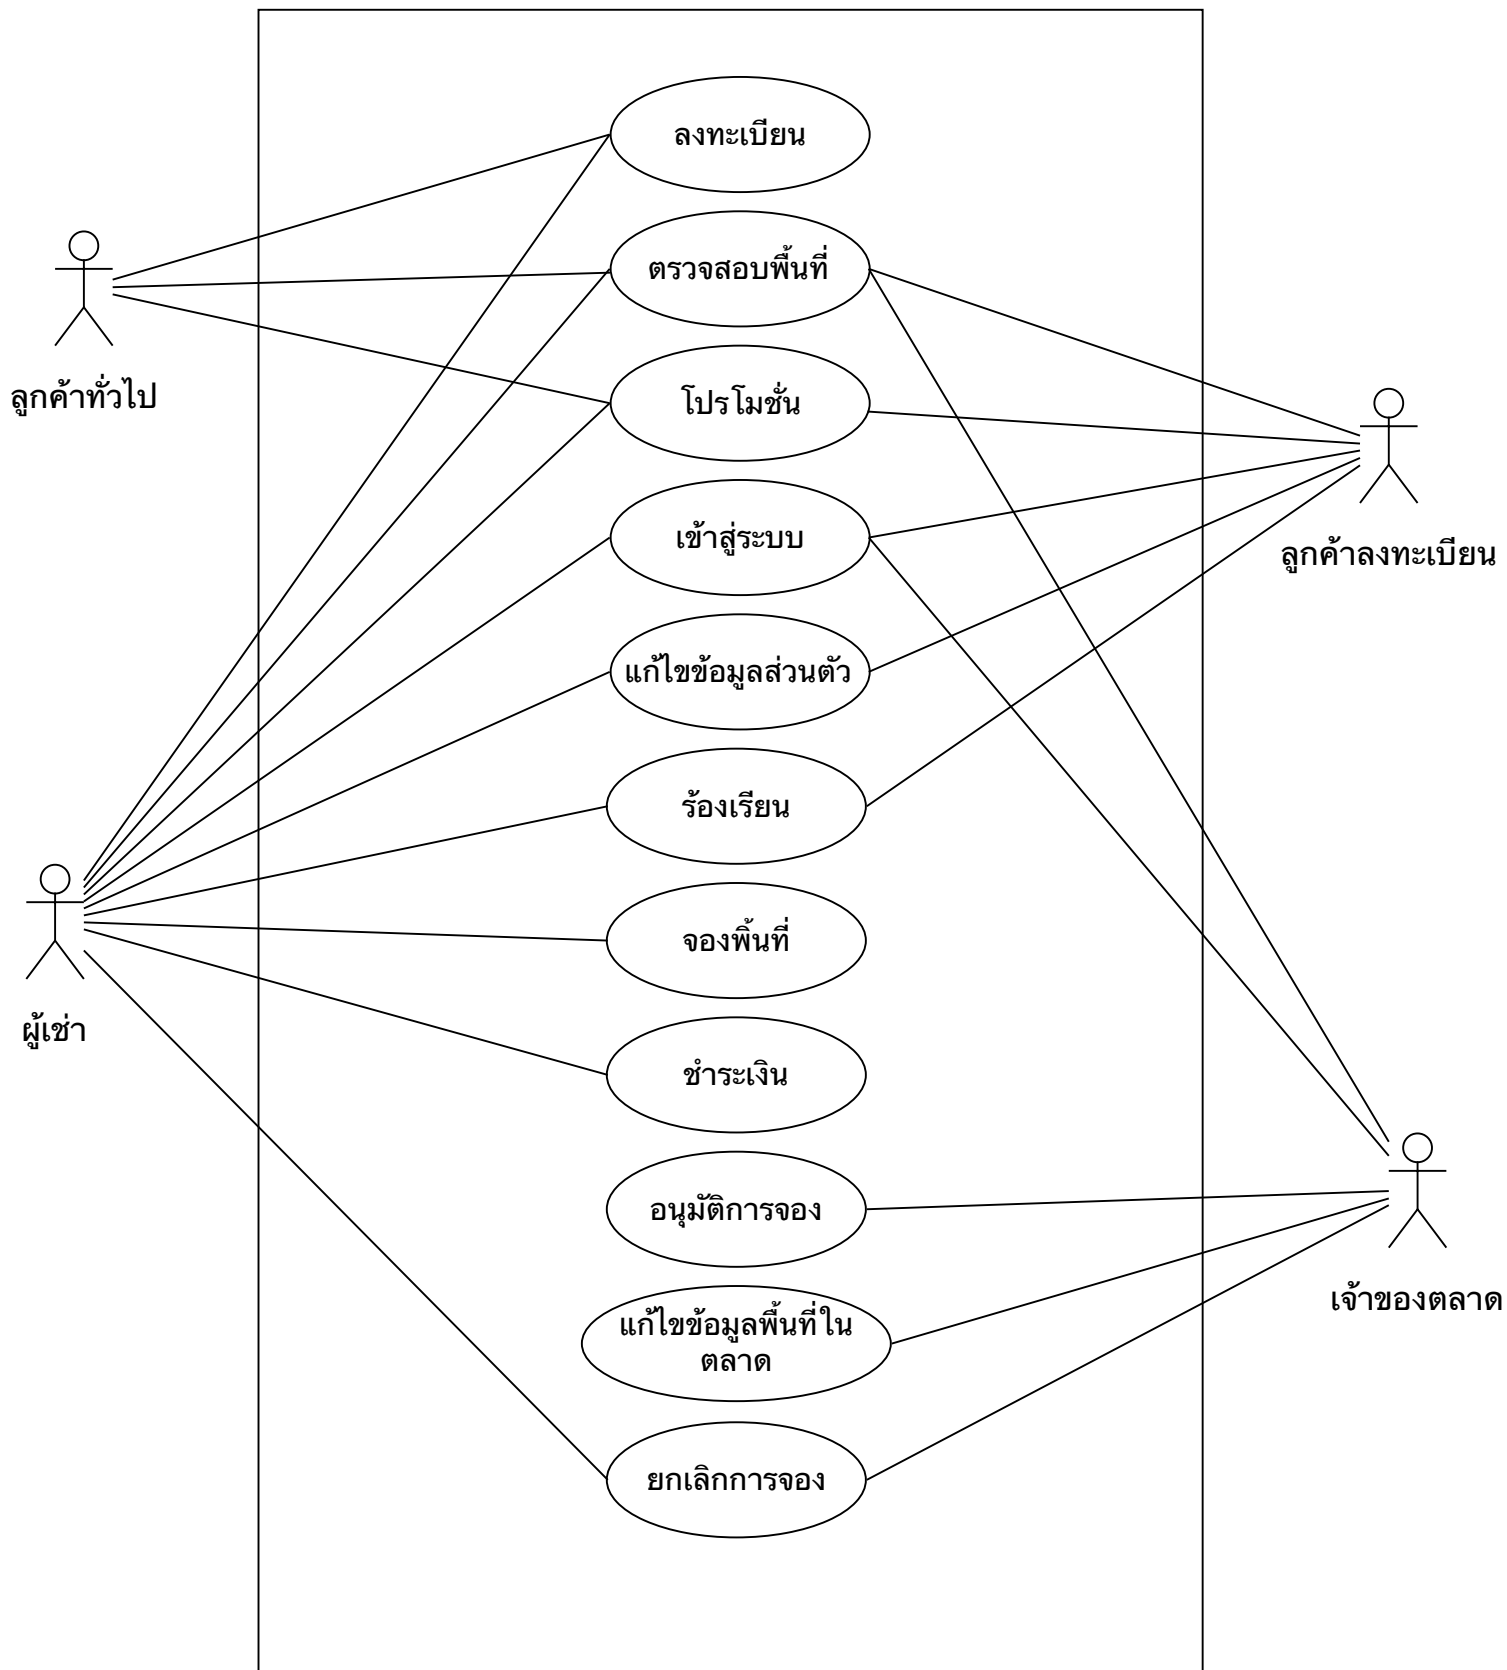 ลงทะเบียน
ตรวจสอบพื้นที่
ลูกค้าทั่วไป
โปรโมชั่น
เข้าสู่ระบบ
ลูกค้าลงทะเบียน
แก้ไขข้อมูลส่วนตัว
ร้องเรียน
จองพิ้นที่
ผู้เช่า
ชำระเงิน
อนุมัติการจอง
เจ้าของตลาด
แก้ไขข้อมูลพื้นที่ใน
ตลาด
ยกเลิกการจอง